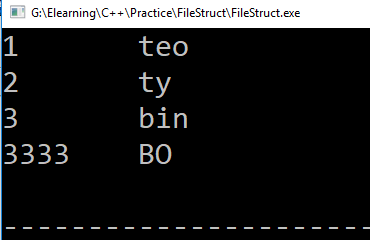 G:\Elearning\C++\Practice\FileStruct\FileStruct.exe
1 teo
2 ty
3 bin
3333 BO
----------------------